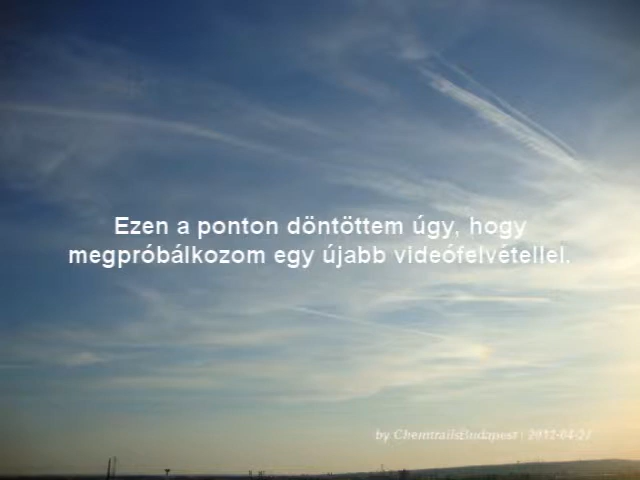 Ezen a ponton döntöttem úgy, hogy
megpróbálkozom egy újabb videófelvétellel.
by ChemtrailsBudapest | 2012-04-21